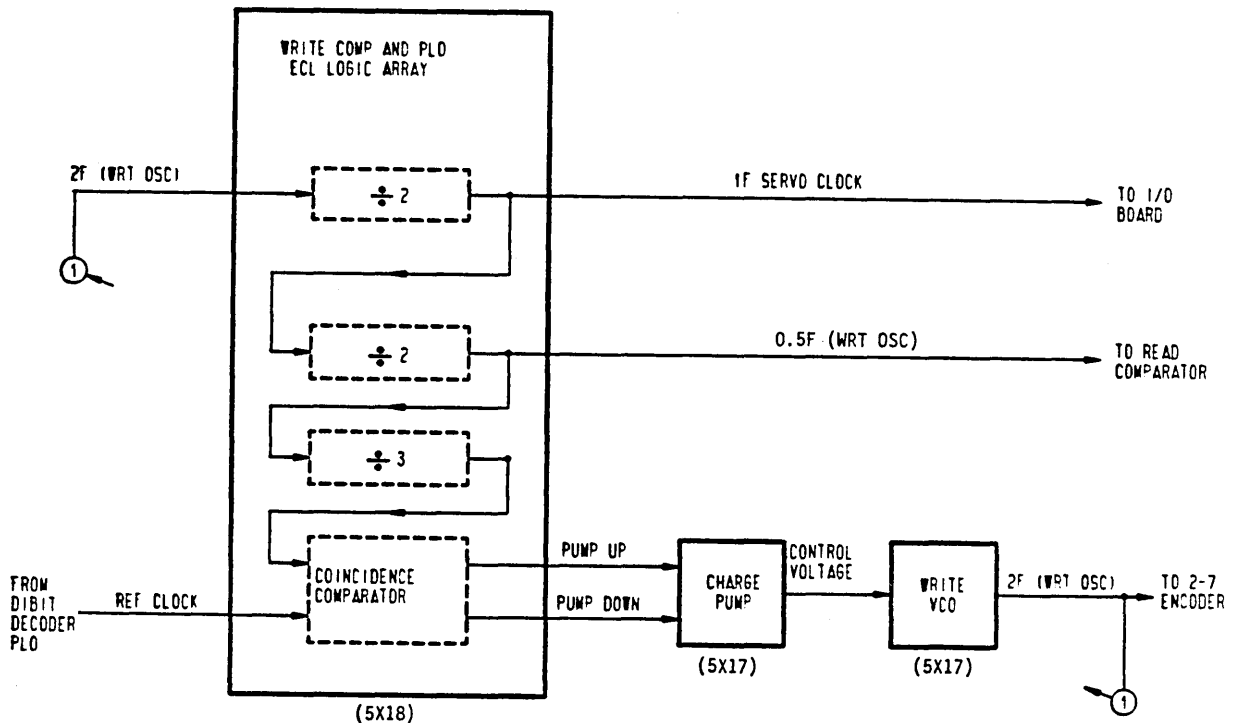 WRITE COMP AND PLO
ECL LOGIC ARRAY
2F (WRT OSC)
÷ 2
1F SERVO CLOCK
TO I/O
BOARD
1
÷ 2
0.5F (WRT OSC)
TO READ
COMPARATOR
÷ 3
FROM
DIBIT
DECODER
PLO
REF CLOCK
COINCIDENCE
COMPARATOR
PUMP UP
PUMP DOWN
CHARGE
PUMP
(5X17)
CONTROL
VOLTAGE
WRITE
VCO
(5X17)
2F (WRT OSC)
TO 2-7
ENCODER
1
(5X18)